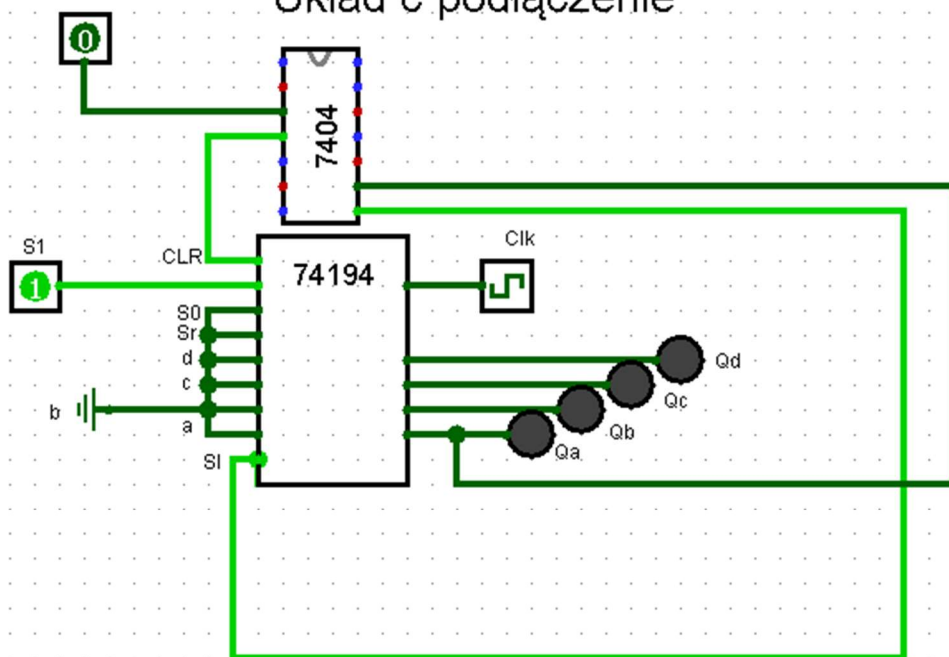 Układ c podłączenie
0
7404
S1
1
CLR
74194
Clk
S0
Sr
d
c
b
a
SI
Qd
Qc
Qb
Qa